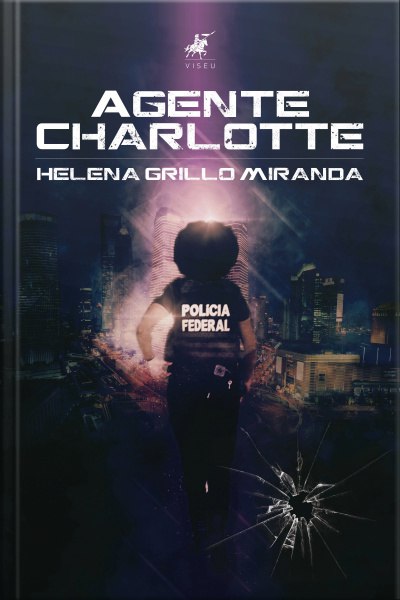 VISEU
AGENTE
CHARLOTTE
HELENA GRILLO MIRANDA
POLICIA
FEDERAL